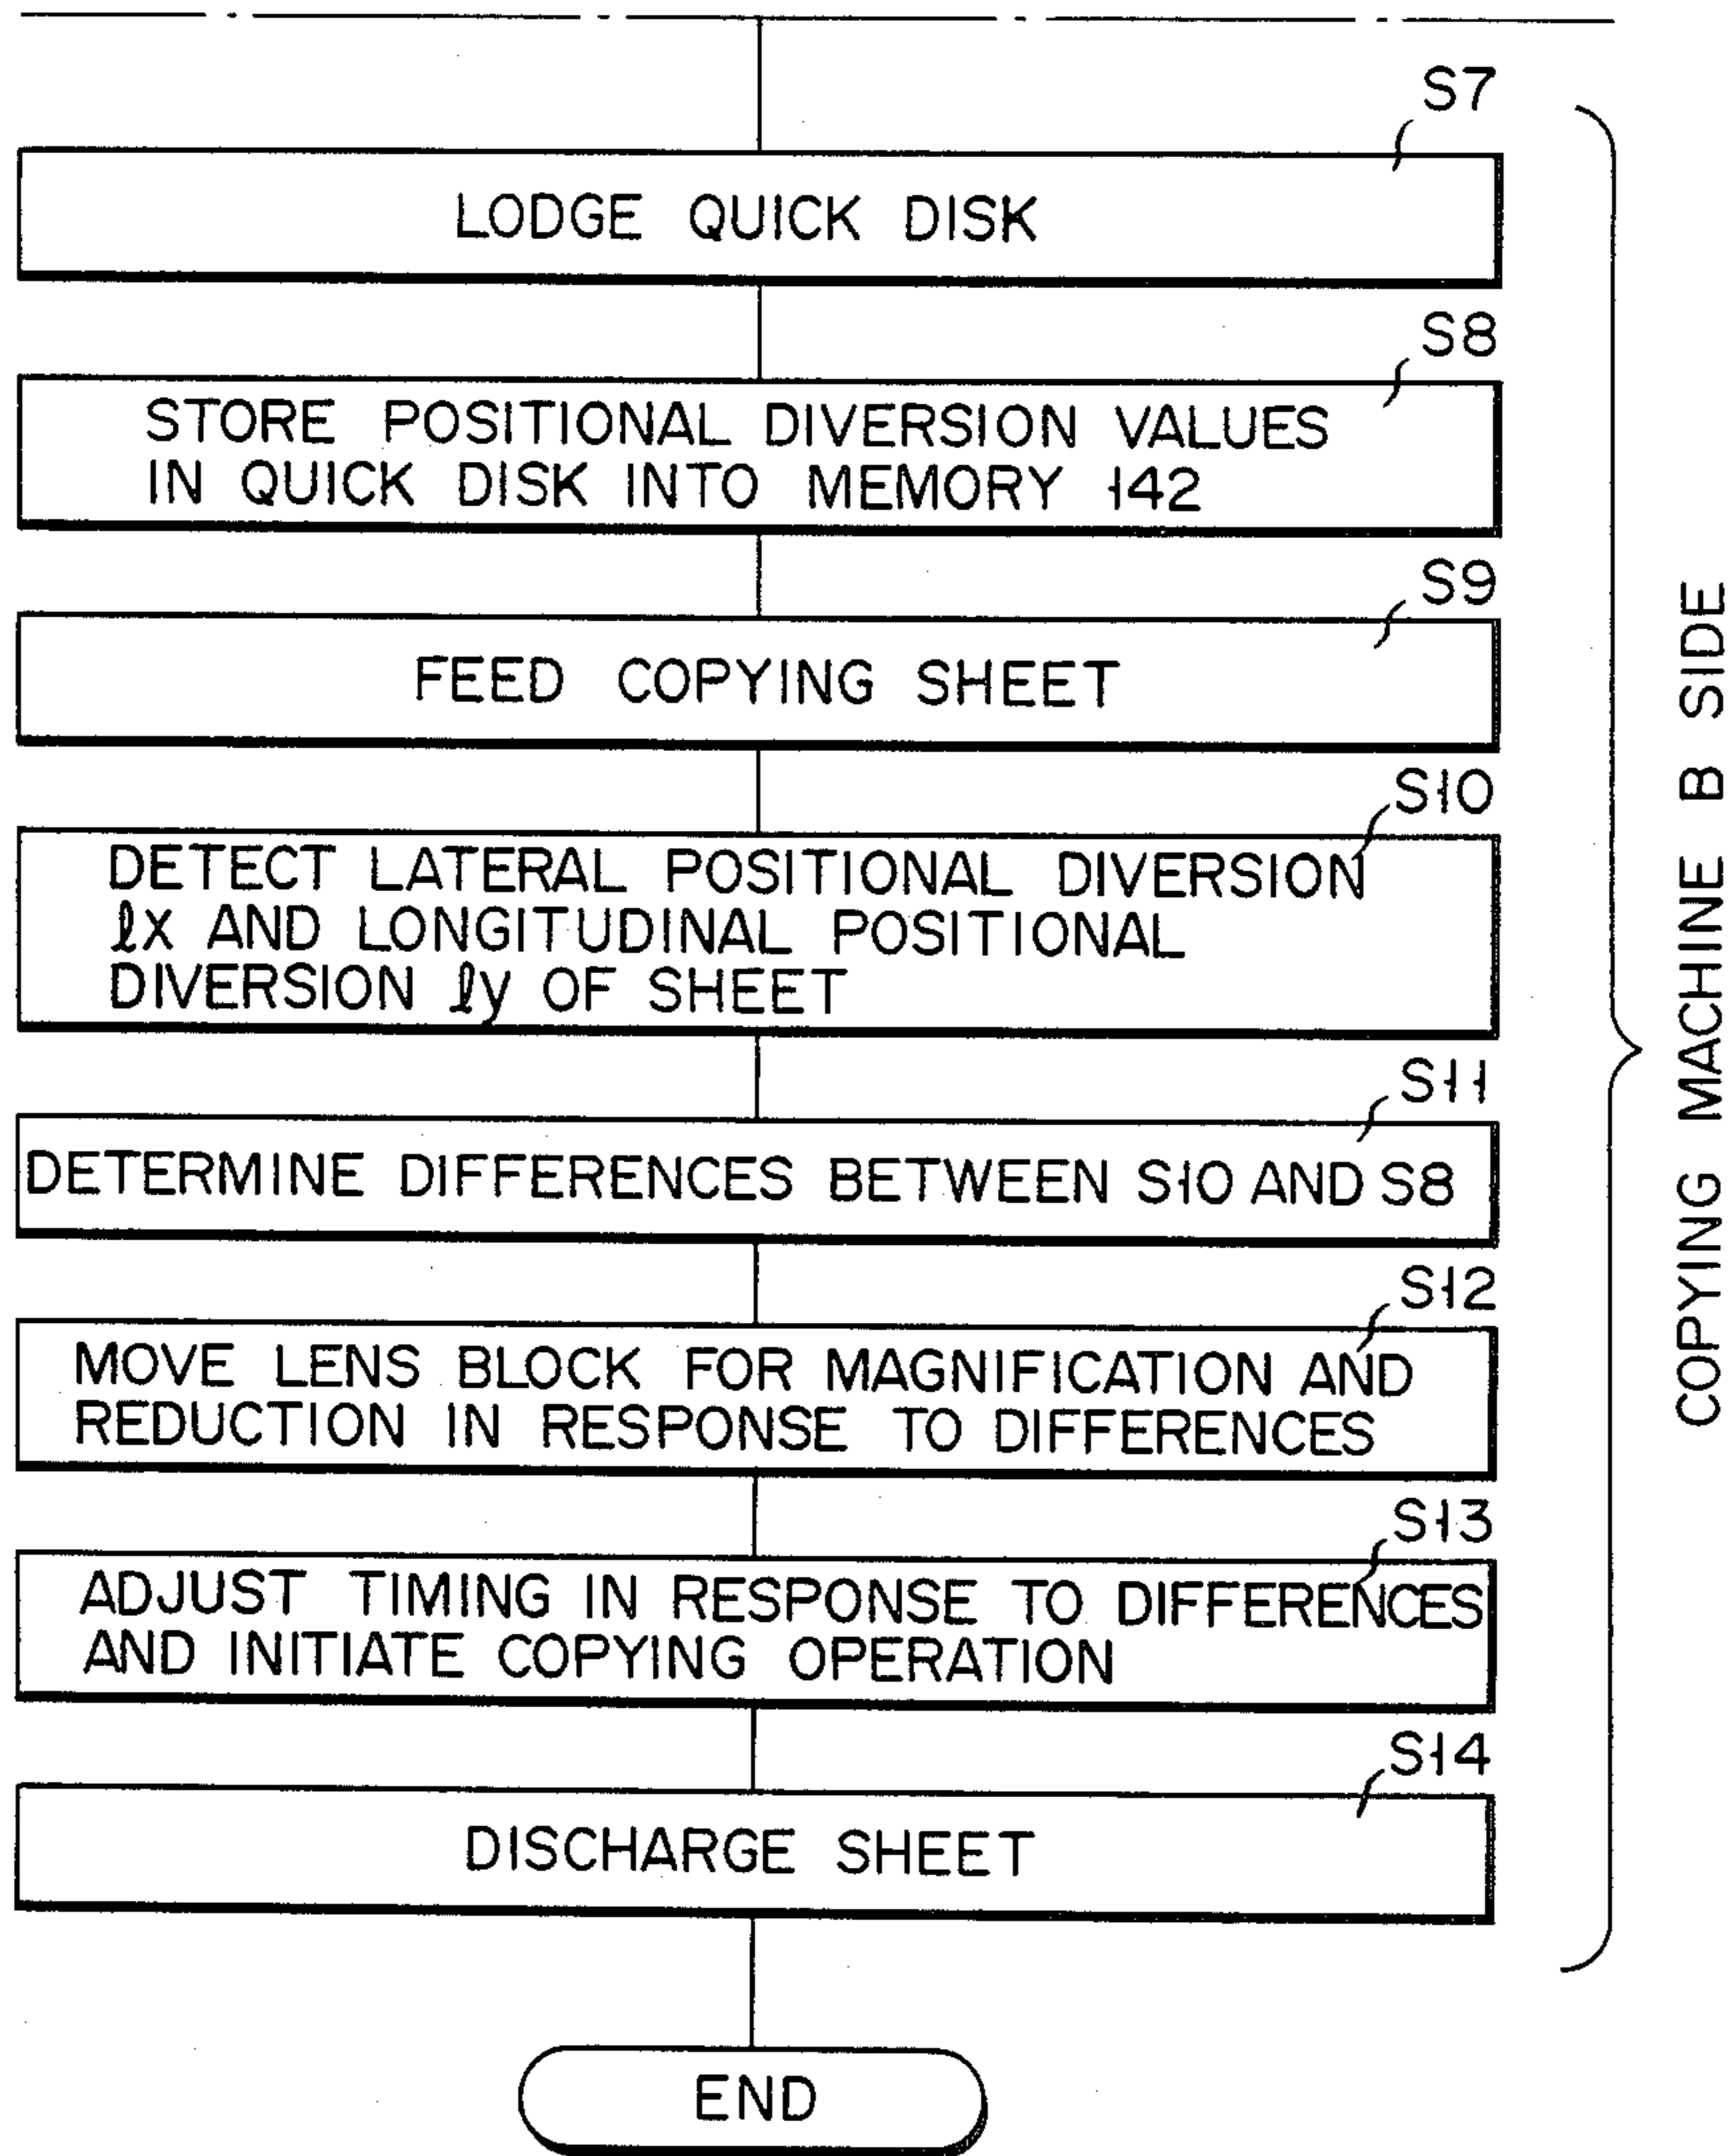 S7
LODGE QUICK DISK
S8
STORE POSITIONAL DIVERSION VALUES
IN QUICK DISK INTO MEMORY 142
S9
FEED COPYING SHEET
S10
DETECT LATERAL POSITIONAL DIVERSION
ℓx AND LONGITUDINAL POSITIONAL
DIVERSION ℓy OF SHEET
S11
DETERMINE DIFFERENCES BETWEEN S10 AND S8
S12
MOVE LENS BLOCK FOR MAGNIFICATION AND
REDUCTION IN RESPONSE TO DIFFERENCES
S13
ADJUST TIMING IN RESPONSE TO DIFFERENCES
AND INITIATE COPYING OPERATION
S14
DISCHARGE SHEET
END
COPYING MACHINE B SIDE